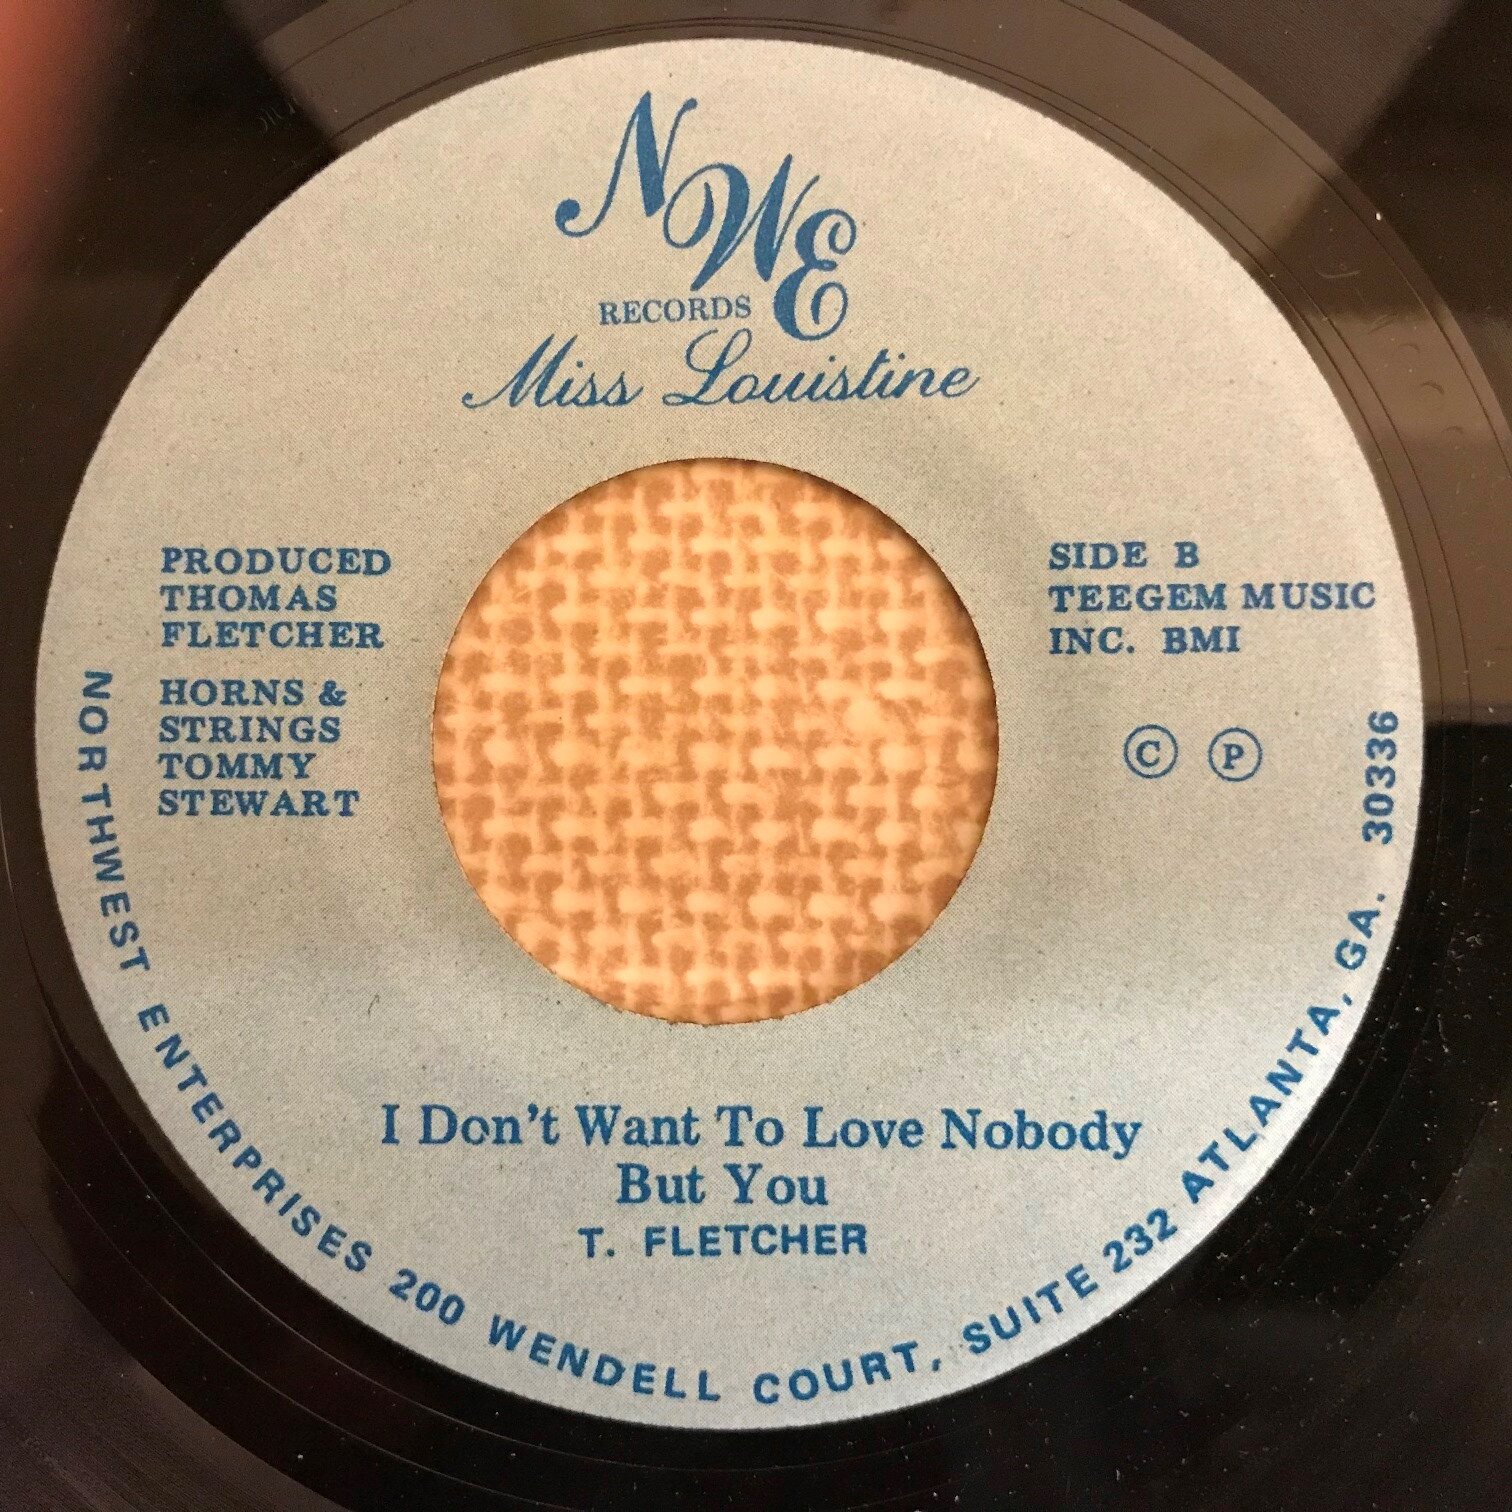 NWE
RECORDS
Miss Louistine
PRODUCED
THOMAS
FLETCHER
HORNS &
STRINGS
TOMMY
STEWART
SIDE B
TEEGEM MUSIC
INC. BMI
© ℗
I Don't Want To Love Nobody
But You
T. FLETCHER
NORTHWEST ENTERPRISES 200 WENDELL COURT, SUITE 232 ATLANTA, GA. 30336